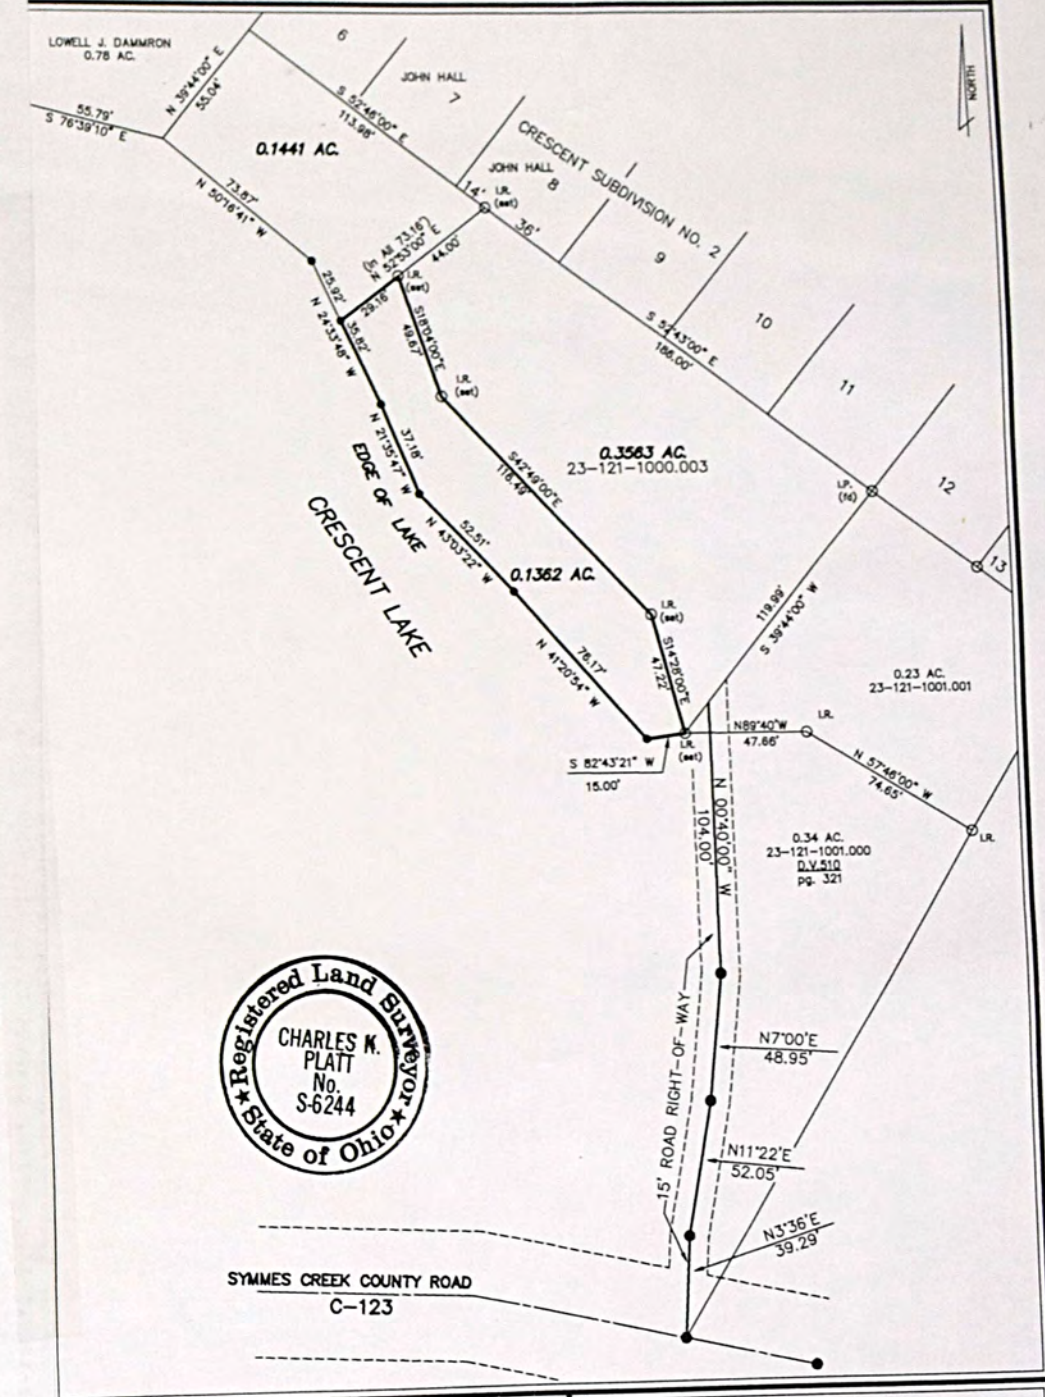 LOWELL J. DAMMRON
0.78 AC.
N 39°44'00" E
55.04'
55.79'
S 76°39'10" E
6
JOHN HALL
7
S 52°46'00" E
113.98'
0.1441 AC.
CRESCENT SUBDIVISION NO. 2
JOHN HALL
8
14'
I.R.
(set)
36'
9
10
11
12
13
73.87'
N 50°16'41" W
(In All 73.16')
N 52°53'00" E
44.00'
29.16'
I.R.
(set)
25.92'
35.82'
N 24°33'48" W
S18°04'00"E
49.67'
I.R.
(set)
S 52°43'00" E
186.00'
37.18'
N 21°35'47" W
EDGE OF LAKE
CRESCENT LAKE
0.3563 AC.
23-121-1000.003
S42°49'00"E
116.49'
I.P.
(fd)
52.51'
N 43°03'22" W
0.1362 AC.
I.R.
(set)
119.99'
S 39°44'00" W
76.17'
N 41°20'54" W
S14°28'00"E
47.22'
0.23 AC.
23-121-1001.001
S 82°43'21" W
15.00'
I.R.
(set)
N89°40'W
47.66'
I.R.
N 57°46'00" W
74.65'
I.R.
N 00°40'00" W
104.00'
0.34 AC.
23-121-1001.000
D.V.510
pg. 321
NORTH
Registered Land Surveyor
CHARLES K.
PLATT
No.
S-6244
State of Ohio
15' ROAD RIGHT-OF-WAY
N7°00'E
48.95'
N11°22'E
52.05'
N3°36'E
39.29'
SYMMES CREEK COUNTY ROAD
C-123